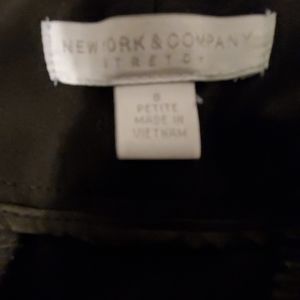 NEW YORK & COMPANY
STRETCH
8
PETITE
MADE IN
VIETNAM